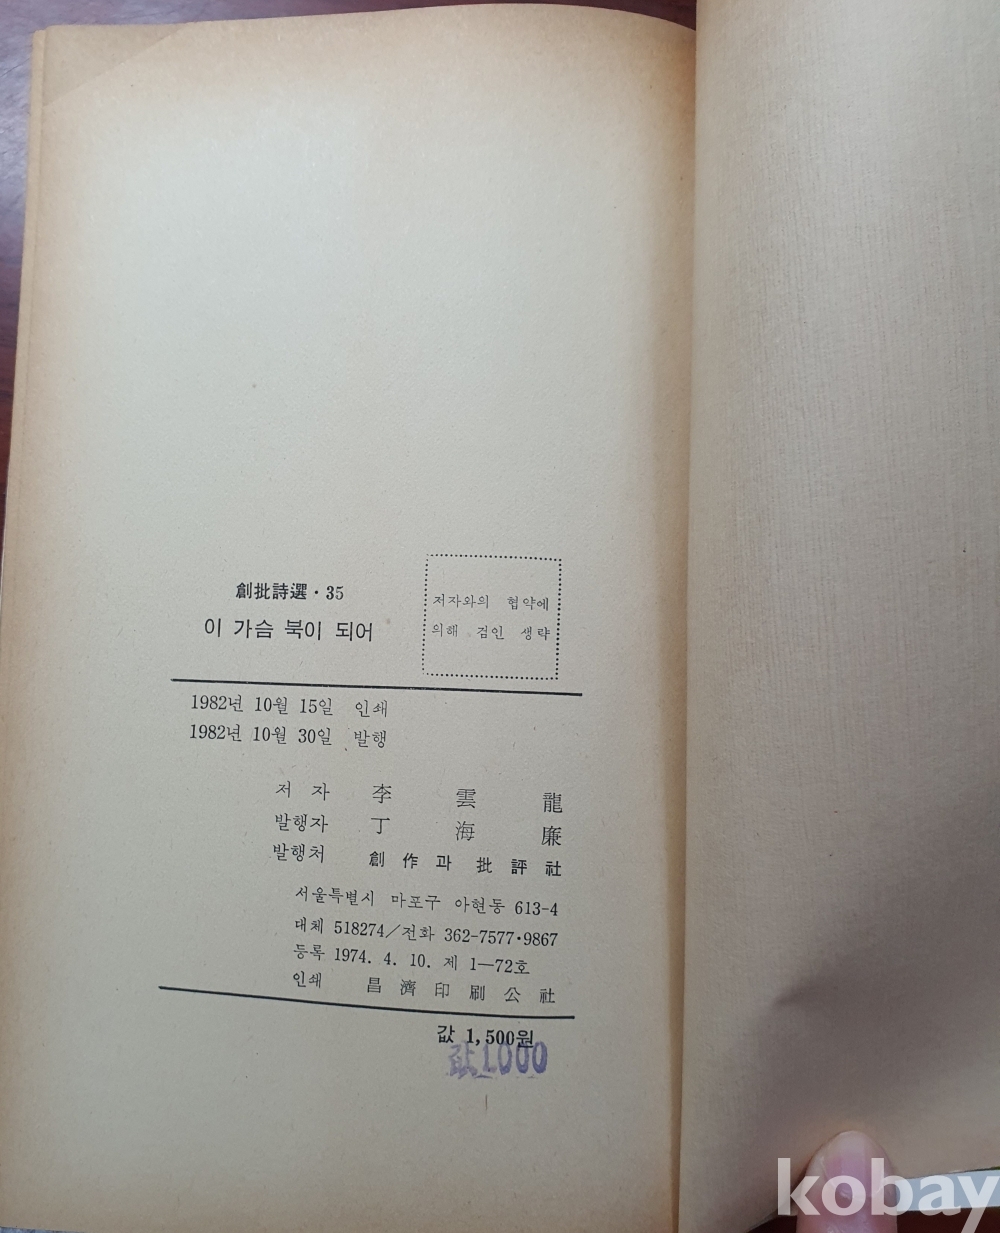 創批詩選·35
이 가슴 북이 되어
저자와의 협약에
의해 검인 생략
1982년 10월 15일 인쇄
1982년 10월 30일 발행
저 자 李 雲 龍
발행자 丁 海 廉
발행처 創 作 과 批 評 社
서울특별시 마포구 아현동 613-4
대체 518274/전화 362-7577·9867
등록 1974. 4. 10. 제 1—72호
인쇄 昌 濟 印 刷 公 社
값 1,500원
값 1000
kobay